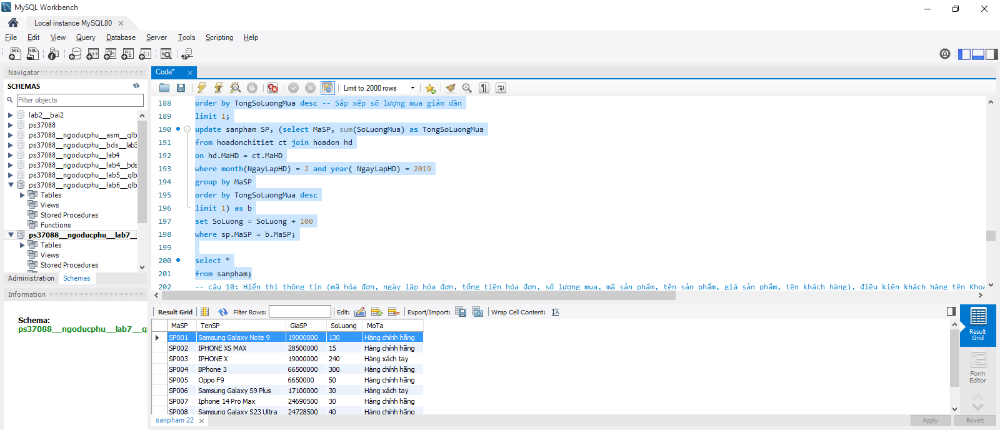 MySQL Workbench
Local instance MySQL80
File Edit View Query Database Server Tools Scripting Help
Navigator
SCHEMAS
Filter objects
lab2__bai2
ps37088
ps37088__ngoducphu__asm__qlb
ps37088__ngoducphu__bds__lab3
ps37088__ngoducphu__lab4
ps37088__ngoducphu__lab4__bds
ps37088__ngoducphu__lab5__qlb
ps37088__ngoducphu__lab6__qlb
Tables
Views
Stored Procedures
Functions
ps37088__ngoducphu__lab7__
Tables
Views
Stored Procedures
Administration Schemas
Information
Schema:
ps37088__ngoducphu__lab7__q
Code*
Limit to 2000 rows
188 order by TongSoLuongMua desc -- Sắp xếp số lượng mua giảm dần
189 limit 1;
190 update sanpham SP, (select MaSP, sum(SoLuongMua) as TongSoLuongMua
191 from hoadonchitiet ct join hoadon hd
192 on hd.MaHD = ct.MaHD
193 where month(NgayLapHD) = 2 and year( NgayLapHD) = 2019
194 group by MaSP
195 order by TongSoLuongMua desc
196 limit 1) as b
197 set SoLuong = SoLuong + 100
198 where sp.MaSP = b.MaSP;
199
200 select *
201 from sanpham;
202 -- câu 10: Hiển thị thông tin (mã hóa đơn, ngày lập hóa đơn, tổng tiền hóa đơn, số lượng mua, mã sản phẩm, tên sản phẩm, giá sản phẩm, tên khách hàng), điều kiện khách hàng tên Khoa
Result Grid Filter Rows: Edit: Export/Import: Wrap Cell Content:
MaSP TenSP GiaSP SoLuong MoTa
SP001 Samsung Galaxy Note 9 19000000 130 Hàng chính hãng
SP002 IPHONE XS MAX 28500000 15 Hàng chính hãng
SP003 IPHONE X 19000000 240 Hàng xách tay
SP004 BPhone 3 66500000 300 Hàng chính hãng
SP005 Oppo F9 6650000 50 Hàng chính hãng
SP006 Samsung Galaxy S9 Plus 17100000 30 Hàng xách tay
SP007 Iphone 14 Pro Max 24690500 30 Hàng chính hãng
SP008 Samsung Galaxy S23 Ultra 24728500 40 Hàng chính hãng
Result
Grid
Form
Editor
sanpham 22
Apply Revert